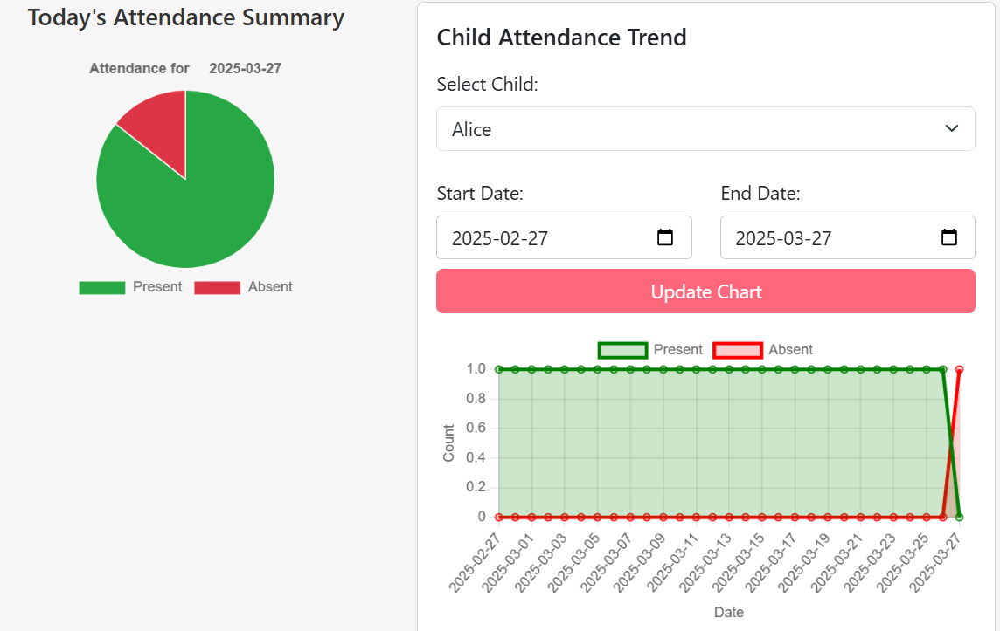 Today's Attendance Summary
Attendance for 2025-03-27
Present Absent
Child Attendance Trend
Select Child:
Alice
Start Date: End Date:
2025-02-27 2025-03-27
Update Chart
Present Absent
1.0
0.8
0.6
0.4
0.2
0
Count
2025-02-27 2025-03-01 2025-03-03 2025-03-05 2025-03-07 2025-03-09 2025-03-11 2025-03-13 2025-03-15 2025-03-17 2025-03-19 2025-03-21 2025-03-23 2025-03-25 2025-03-27
Date